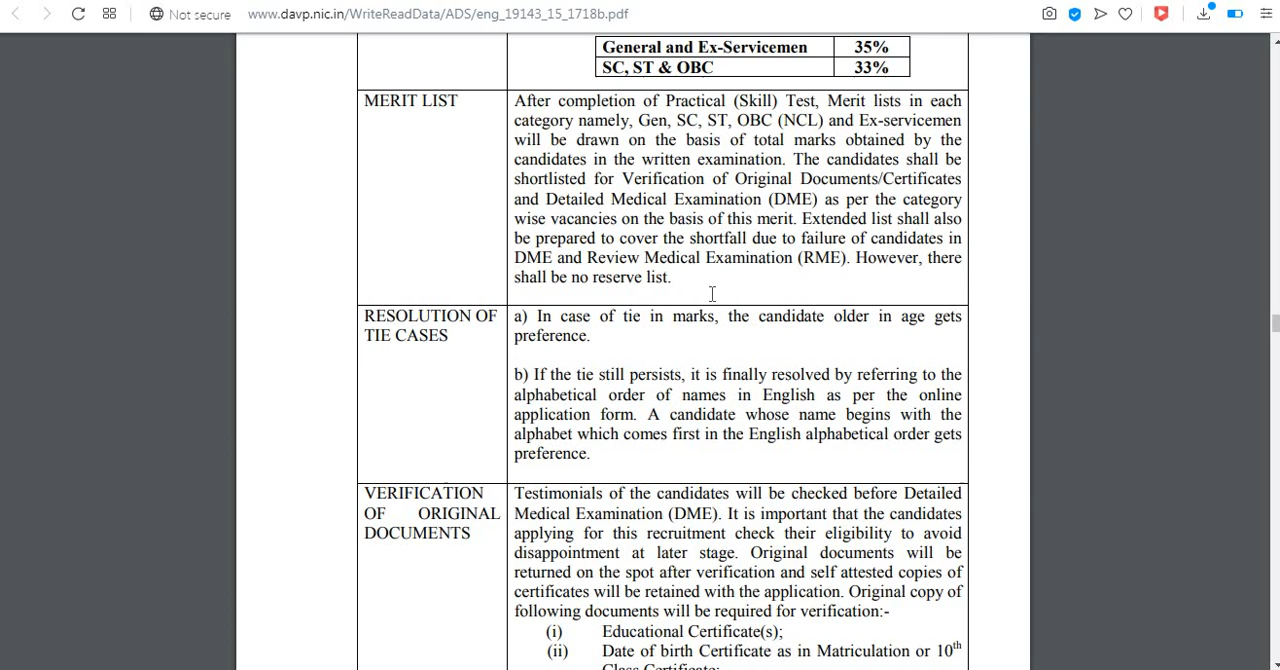 Not secure
www.davp.nic.in/WriteReadData/ADS/eng_19143_15_1718b.pdf
General and Ex-Servicemen 35%
SC, ST & OBC 33%
MERIT LIST
After completion of Practical (Skill) Test, Merit lists in each
category namely, Gen, SC, ST, OBC (NCL) and Ex-servicemen
will be drawn on the basis of total marks obtained by the
candidates in the written examination. The candidates shall be
shortlisted for Verification of Original Documents/Certificates
and Detailed Medical Examination (DME) as per the category
wise vacancies on the basis of this merit. Extended list shall also
be prepared to cover the shortfall due to failure of candidates in
DME and Review Medical Examination (RME). However, there
shall be no reserve list.
RESOLUTION OF
TIE CASES
a) In case of tie in marks, the candidate older in age gets
preference.
b) If the tie still persists, it is finally resolved by referring to the
alphabetical order of names in English as per the online
application form. A candidate whose name begins with the
alphabet which comes first in the English alphabetical order gets
preference.
VERIFICATION
OF ORIGINAL
DOCUMENTS
Testimonials of the candidates will be checked before Detailed
Medical Examination (DME). It is important that the candidates
applying for this recruitment check their eligibility to avoid
disappointment at later stage. Original documents will be
returned on the spot after verification and self attested copies of
certificates will be retained with the application. Original copy of
following documents will be required for verification:-
(i) Educational Certificate(s);
(ii) Date of birth Certificate as in Matriculation or 10th
Class Certificate;